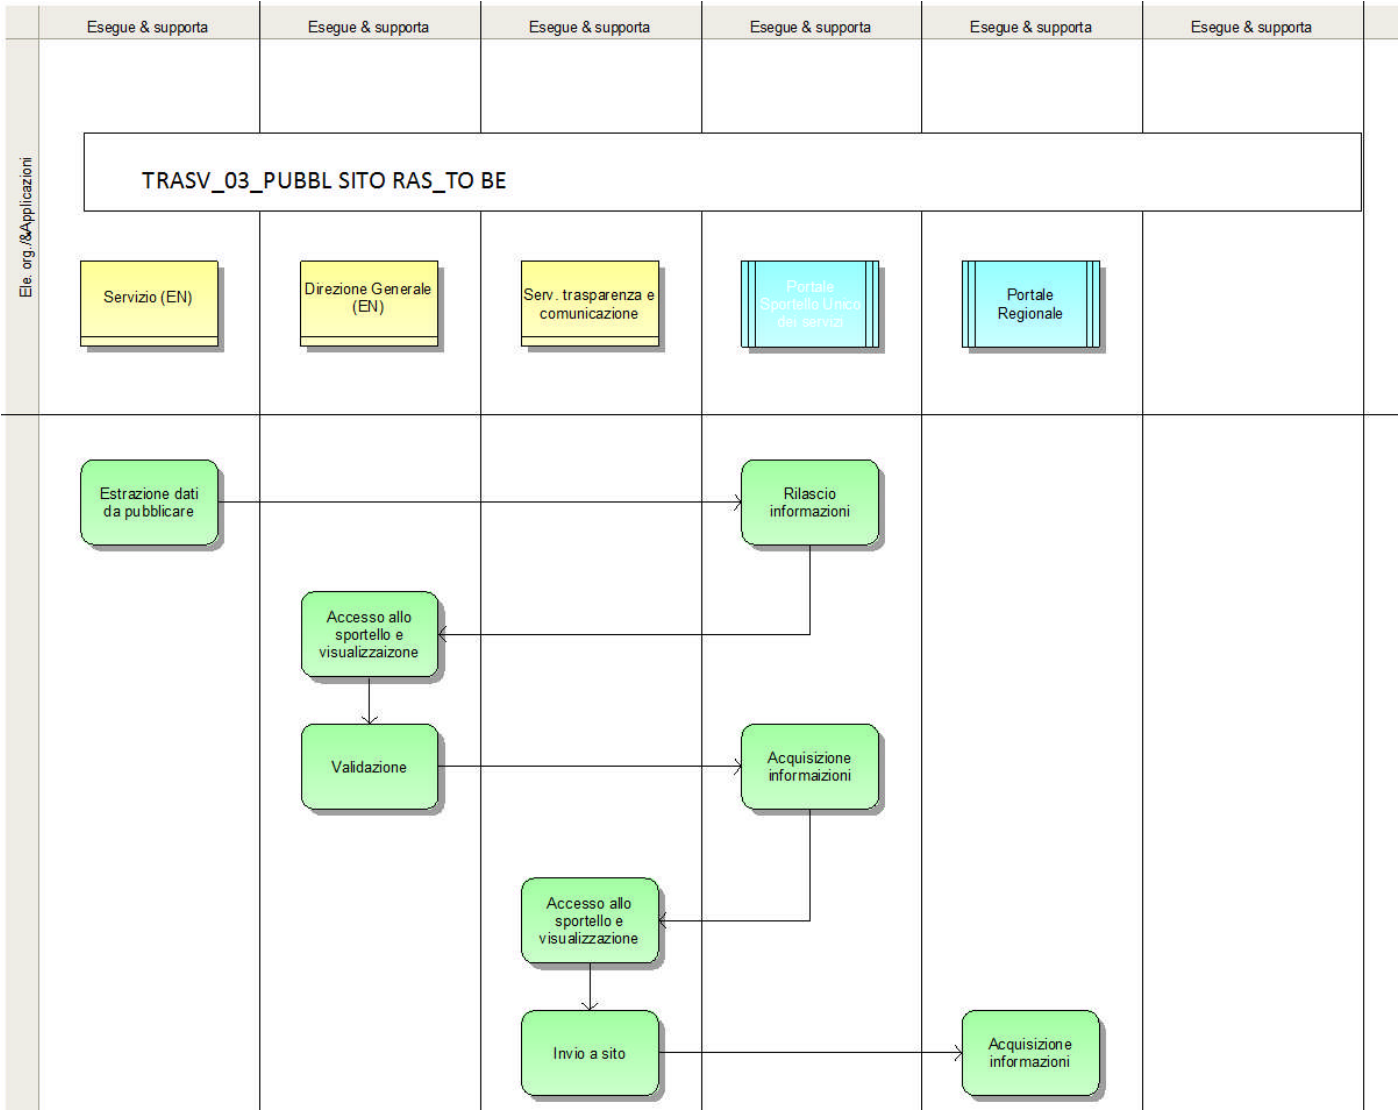 Esegue & supporta
Esegue & supporta
Esegue & supporta
Esegue & supporta
Esegue & supporta
Esegue & supporta
Ele. org./&Applicazioni
TRASV_03_PUBBL SITO RAS_TO BE
Servizio (EN)
Direzione Generale
(EN)
Serv. trasparenza e
comunicazione
Portale
Sportello Unico
dei servizi
Portale
Regionale
Estrazione dati
da pubblicare
Rilascio
informazioni
Accesso allo
sportello e
visualizzaizone
Validazione
Acquisizione
informaizioni
Accesso allo
sportello e
visualizzazione
Invio a sito
Acquisizione
informazioni